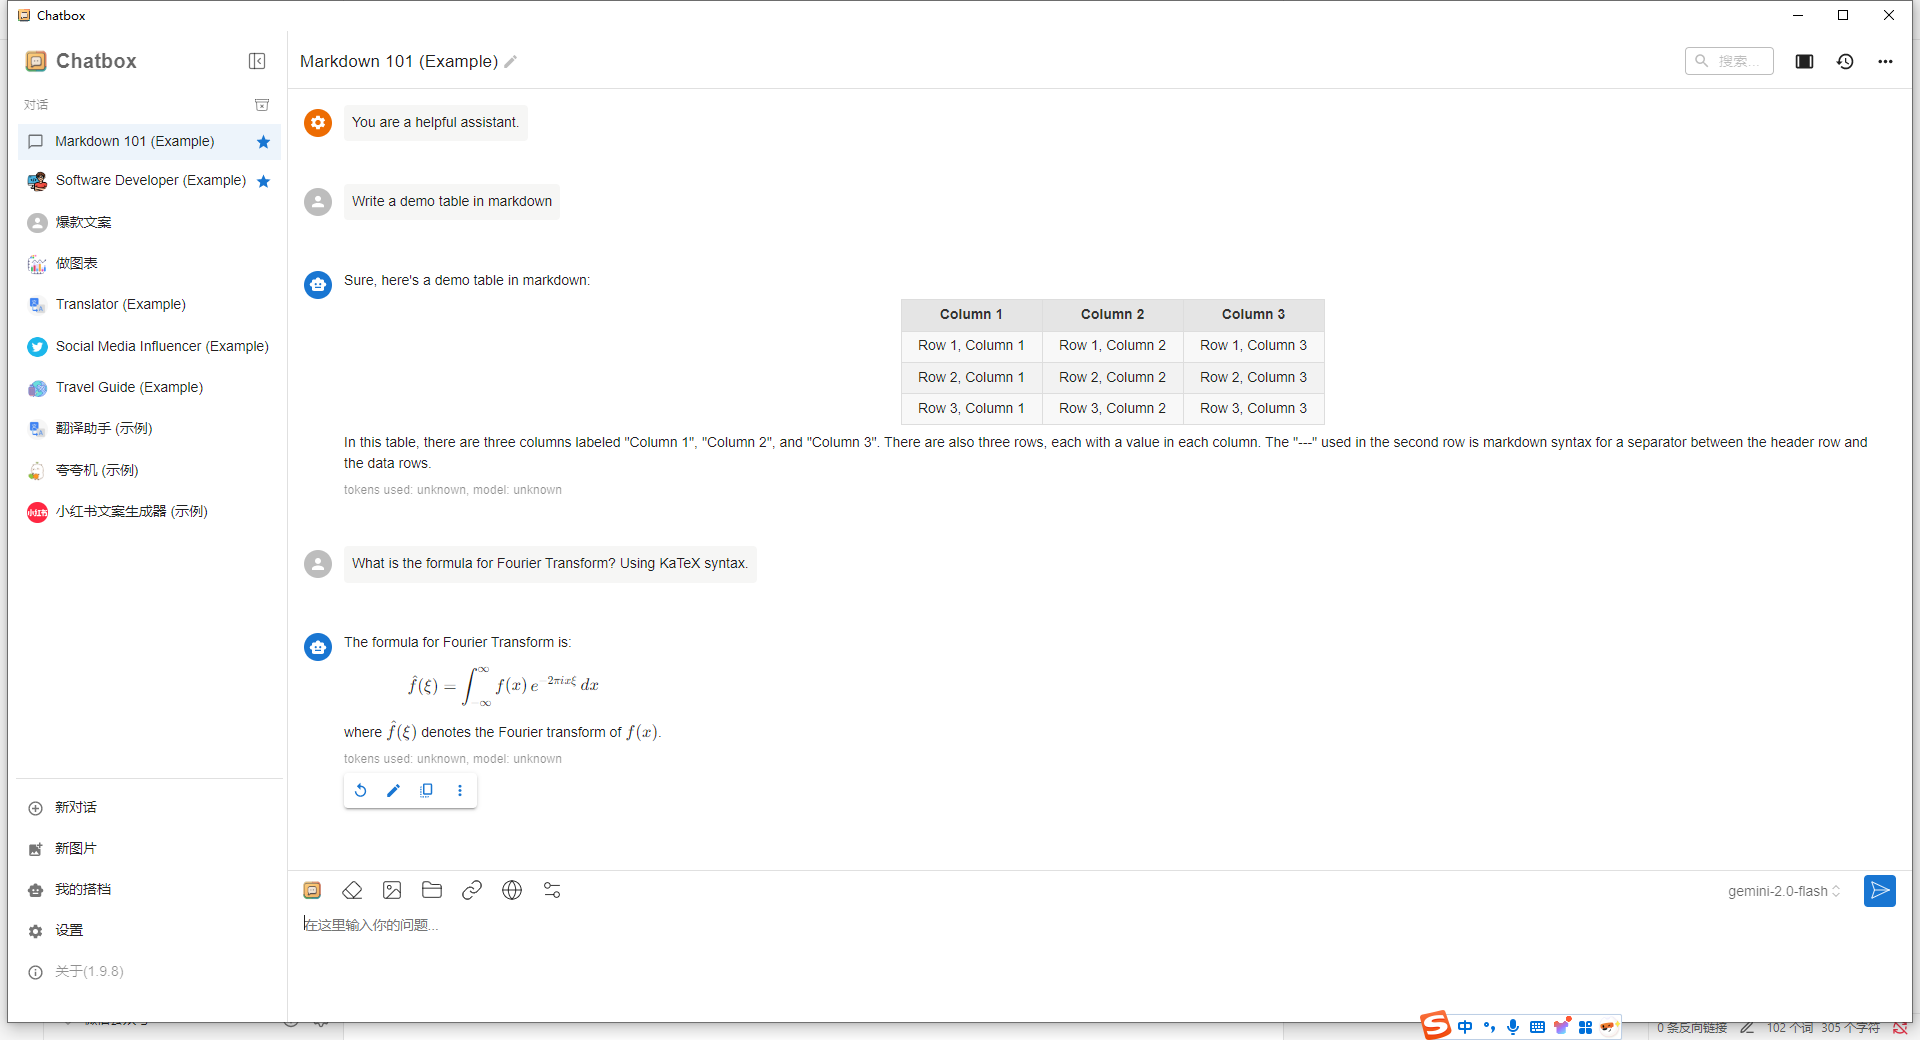 Chatbox
Chatbox
对话
Markdown 101 (Example)
Software Developer (Example)
爆款文案
做图表
Translator (Example)
Social Media Influencer (Example)
Travel Guide (Example)
翻译助手 (示例)
夸夸机 (示例)
小红书
小红书文案生成器 (示例)
新对话
新图片
我的搭档
设置
关于(1.9.8)
Markdown 101 (Example)
搜索...
You are a helpful assistant.
Write a demo table in markdown
Sure, here's a demo table in markdown:
Column 1 Column 2 Column 3
Row 1, Column 1 Row 1, Column 2 Row 1, Column 3
Row 2, Column 1 Row 2, Column 2 Row 2, Column 3
Row 3, Column 1 Row 3, Column 2 Row 3, Column 3
In this table, there are three columns labeled "Column 1", "Column 2", and "Column 3". There are also three rows, each with a value in each column. The "---" used in the second row is markdown syntax for a separator between the header row and
the data rows.
tokens used: unknown, model: unknown
What is the formula for Fourier Transform? Using KaTeX syntax.
The formula for Fourier Transform is:
f̂(ξ) = ∫_{-∞}^{∞} f(x) e^{-2πixξ} dx
where f̂(ξ) denotes the Fourier transform of f(x).
tokens used: unknown, model: unknown
gemini-2.0-flash
在这里输入你的问题...
中
0 条反向链接 102 个词 305 个字符